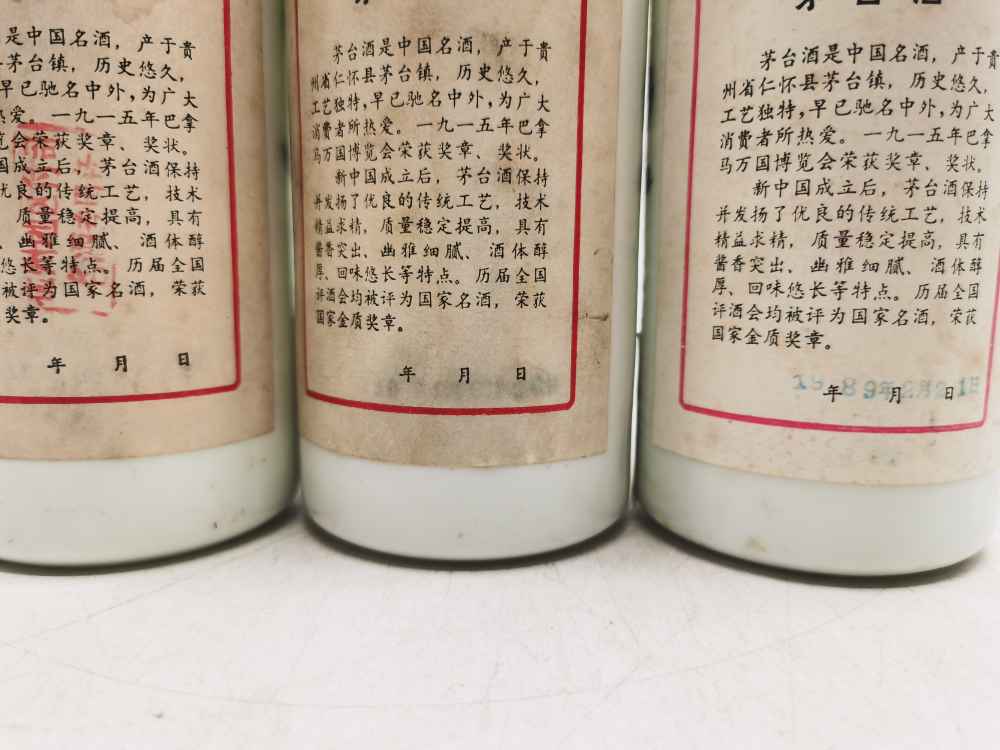 是中国名酒，产于贵
茅台镇，历史悠久，
早已驰名中外，为广大
热爱。一九一五年巴拿
览会荣获奖章、奖状。
国成立后，茅台酒保持
优良的传统工艺，技术
质量稳定提高，具有
、幽雅细腻、酒体醇
悠长等特点。历届全国
被评为国家名酒，荣获
奖章。
年 月 日
茅台酒是中国名酒，产于贵
州省仁怀县茅台镇，历史悠久，
工艺独特，早已驰名中外，为广大
消费者所热爱。一九一五年巴拿
马万国博览会荣获奖章、奖状。
新中国成立后，茅台酒保持
并发扬了优良的传统工艺，技术
精益求精，质量稳定提高，具有
酱香突出、幽雅细腻、酒体醇
厚、回味悠长等特点。历届全国
评酒会均被评为国家名酒，荣获
国家金质奖章。
年 月 日
茅台酒
茅台酒是中国名酒，产于贵
州省仁怀县茅台镇，历史悠久，
工艺独特，早已驰名中外，为广大
消费者所热爱。一九一五年巴拿
马万国博览会荣获奖章、奖状。
新中国成立后，茅台酒保持
并发扬了优良的传统工艺，技术
精益求精，质量稳定提高，具有
酱香突出、幽雅细腻、酒体醇
厚、回味悠长等特点。历届全国
评酒会均被评为国家名酒，荣获
国家金质奖章。
年 月 日